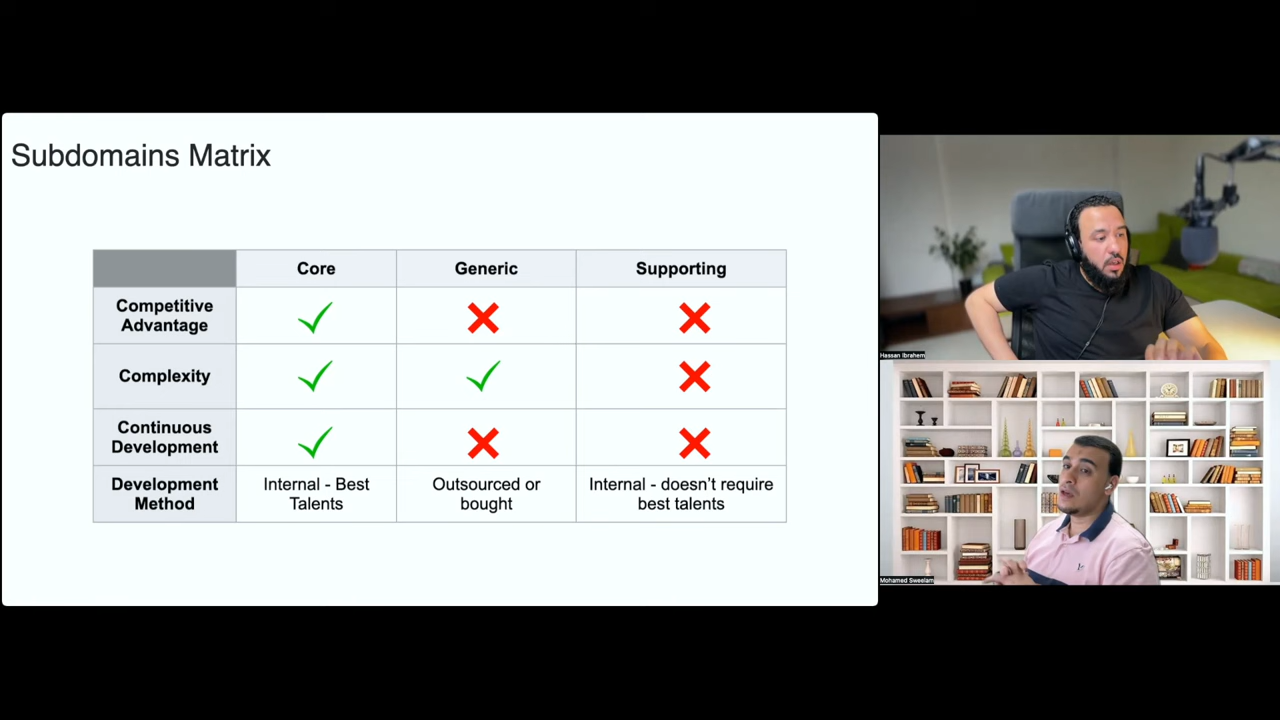 Subdomains Matrix
Core
Generic
Supporting
Competitive
Advantage
Complexity
Continuous
Development
Development
Method
Internal - Best
Talents
Outsourced or
bought
Internal - doesn’t require
best talents
Hassan Ibrahem
Mohamed Sweelam